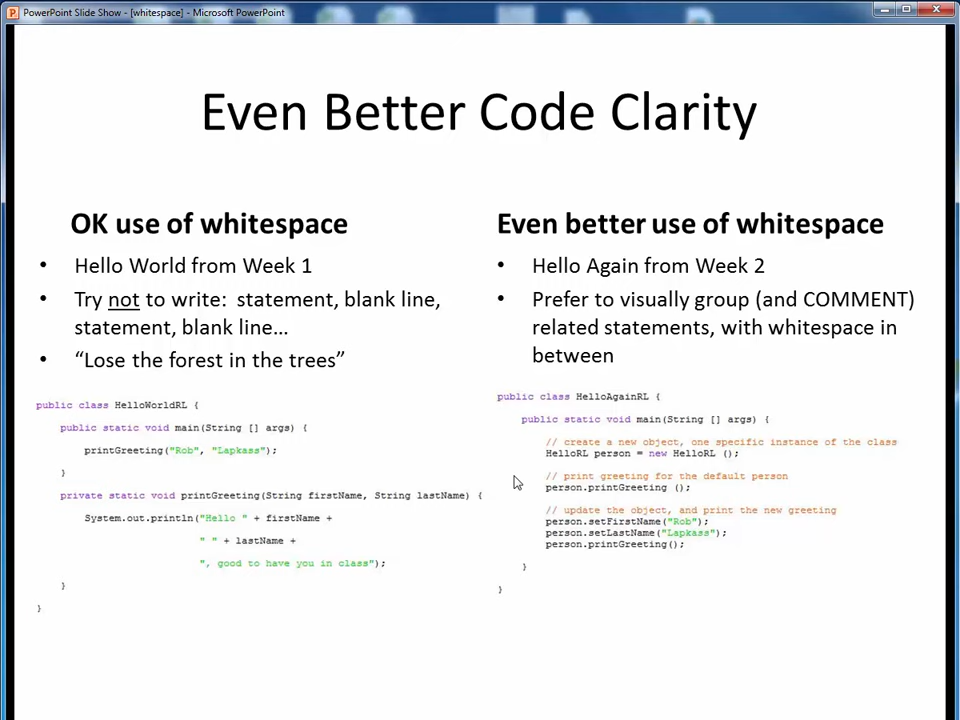 PowerPoint Slide Show - [whitespace] - Microsoft PowerPoint
Even Better Code Clarity
OK use of whitespace
• Hello World from Week 1
• Try not to write: statement, blank line,
statement, blank line…
• “Lose the forest in the trees”
public class HelloWorldRL {
public static void main(String [] args) {
printGreeting("Rob", "Lapkass");
}
private static void printGreeting(String firstName, String lastName) {
System.out.println("Hello " + firstName +
" " + lastName +
", good to have you in class");
}
}
Even better use of whitespace
• Hello Again from Week 2
• Prefer to visually group (and COMMENT)
related statements, with whitespace in
between
public class HelloAgainRL {
public static void main(String [] args) {
// create a new object, one specific instance of the class
HelloRL person = new HelloRL ();
// print greeting for the default person
person.printGreeting ();
// update the object, and print the new greeting
person.setFirstName("Rob");
person.setLastName("Lapkass");
person.printGreeting();
}
}